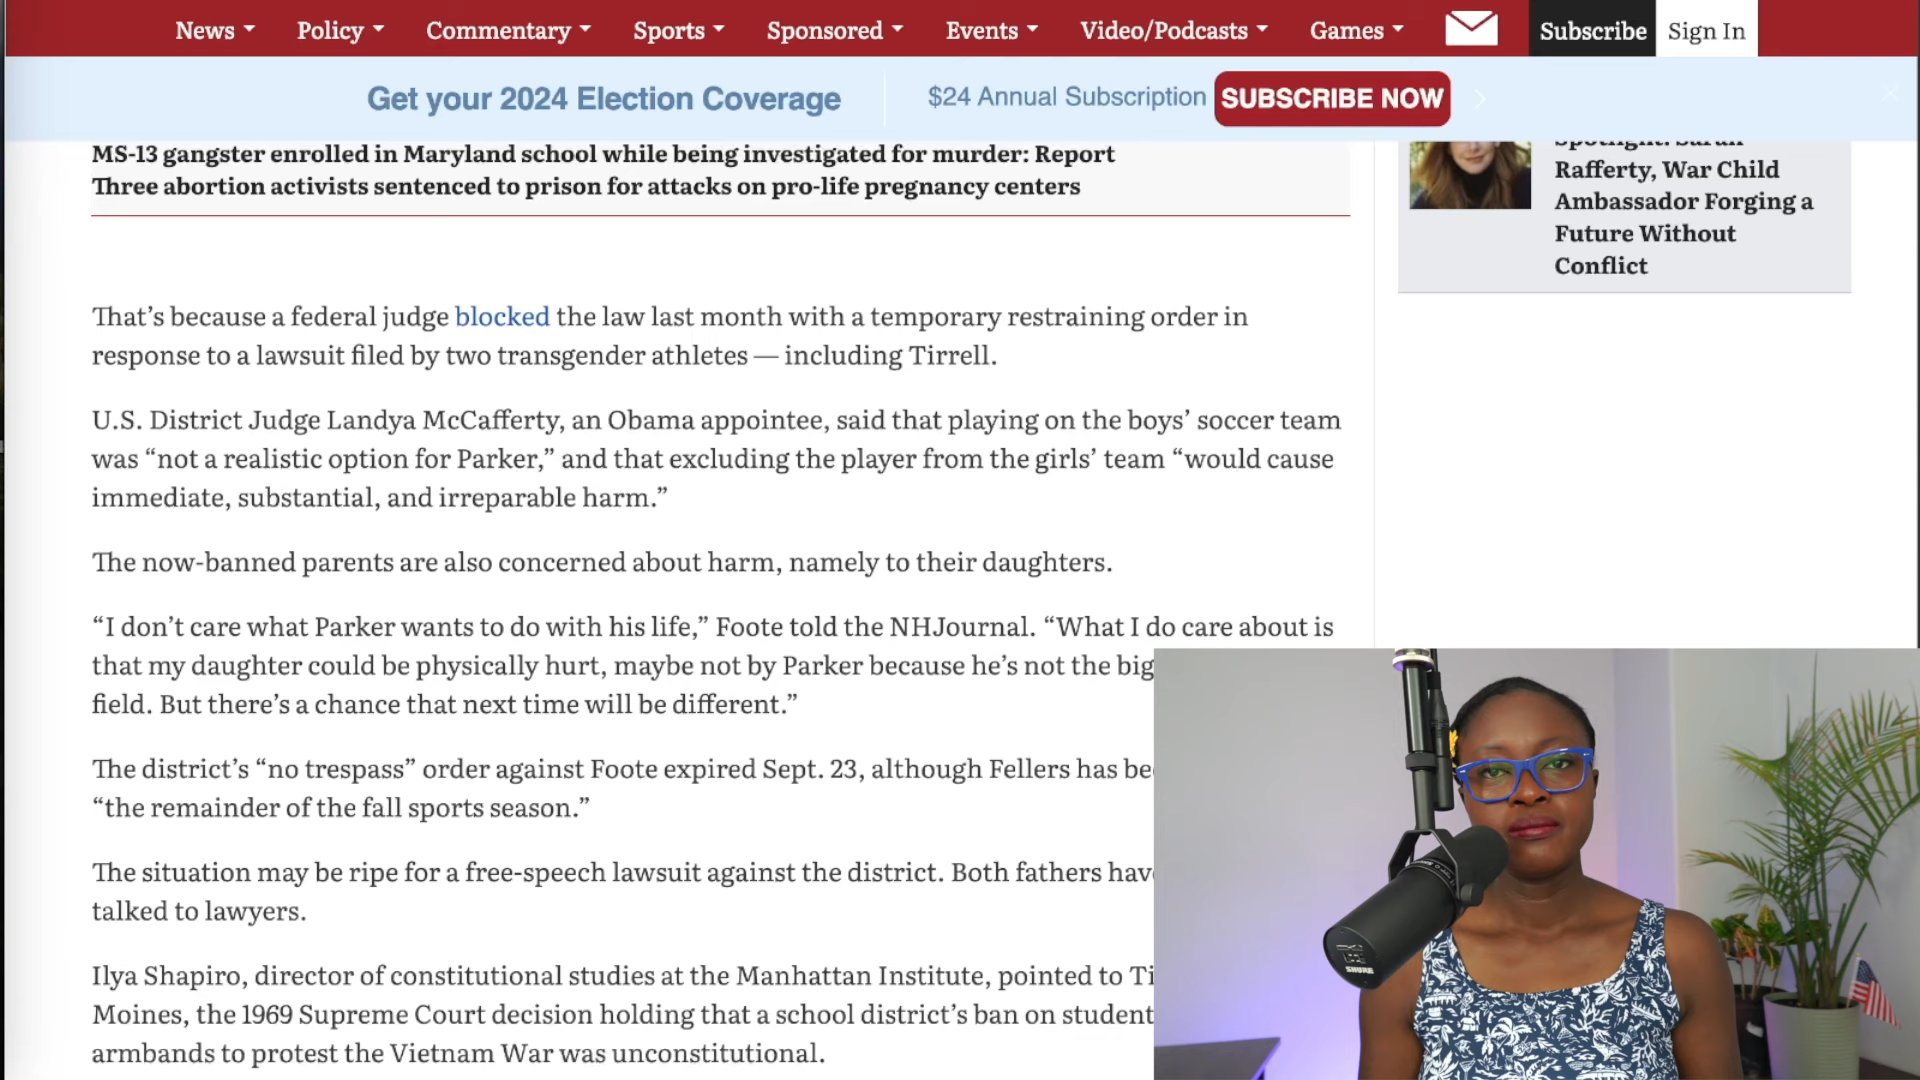 News Policy Commentary Sports Sponsored Events Video/Podcasts Games Subscribe Sign In
Get your 2024 Election Coverage $24 Annual Subscription SUBSCRIBE NOW
MS-13 gangster enrolled in Maryland school while being investigated for murder: Report
Three abortion activists sentenced to prison for attacks on pro-life pregnancy centers
Spotlight: Sarah
Rafferty, War Child
Ambassador Forging a
Future Without
Conflict
That’s because a federal judge blocked the law last month with a temporary restraining order in
response to a lawsuit filed by two transgender athletes — including Tirrell.
U.S. District Judge Landya McCafferty, an Obama appointee, said that playing on the boys’ soccer team
was “not a realistic option for Parker,” and that excluding the player from the girls’ team “would cause
immediate, substantial, and irreparable harm.”
The now-banned parents are also concerned about harm, namely to their daughters.
“I don’t care what Parker wants to do with his life,” Foote told the NHJournal. “What I do care about is
that my daughter could be physically hurt, maybe not by Parker because he’s not the big
field. But there’s a chance that next time will be different.”
The district’s “no trespass” order against Foote expired Sept. 23, although Fellers has be
“the remainder of the fall sports season.”
The situation may be ripe for a free-speech lawsuit against the district. Both fathers hav
talked to lawyers.
Ilya Shapiro, director of constitutional studies at the Manhattan Institute, pointed to Ti
Moines, the 1969 Supreme Court decision holding that a school district’s ban on student
armbands to protest the Vietnam War was unconstitutional.
SHURE